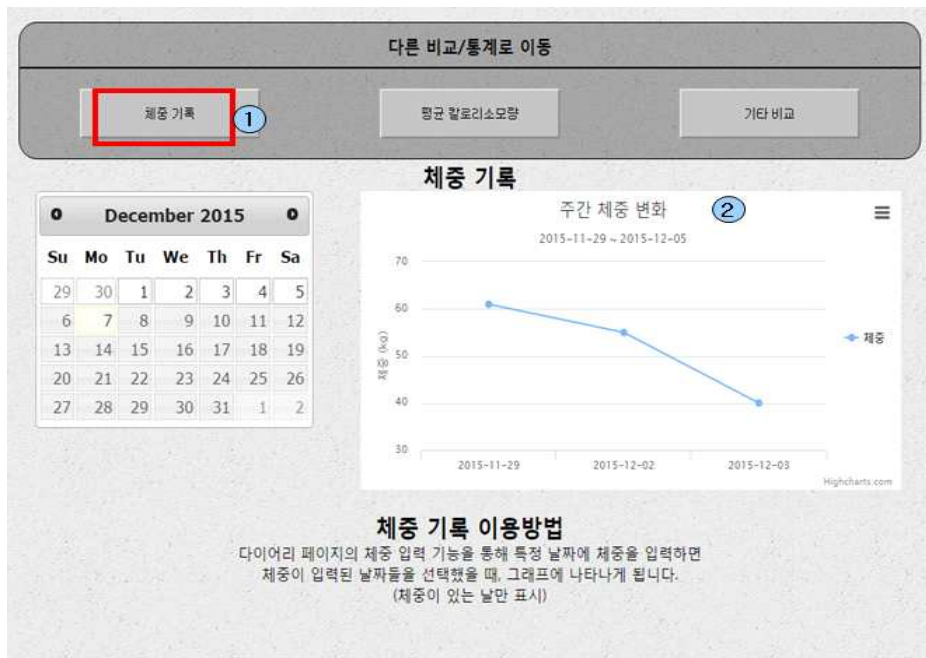 다른 비교/통계로 이동
체중 기록 1 평균 칼로리소모량 기타 비교
체중 기록
December 2015
Su Mo Tu We Th Fr Sa
29 30 1 2 3 4 5
6 7 8 9 10 11 12
13 14 15 16 17 18 19
20 21 22 23 24 25 26
27 28 29 30 31 1 2
주간 체중 변화 2
2015-11-29 ~ 2015-12-05
70
60
50
40
30
체중 (kg)
체중
2015-11-29 2015-12-02 2015-12-03
Highcharts.com
체중 기록 이용방법
다이어리 페이지의 체중 입력 기능을 통해 특정 날짜에 체중을 입력하면
체중이 입력된 날짜들을 선택했을 때, 그래프에 나타나게 됩니다.
(체중이 있는 날만 표시)